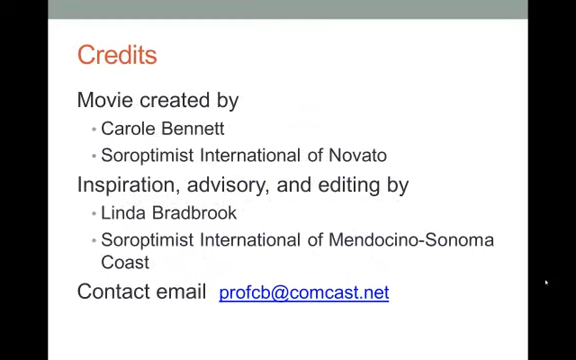 Credits
Movie created by
• Carole Bennett
• Soroptimist International of Novato
Inspiration, advisory, and editing by
• Linda Bradbrook
• Soroptimist International of Mendocino-Sonoma
Coast
Contact email profcb@comcast.net